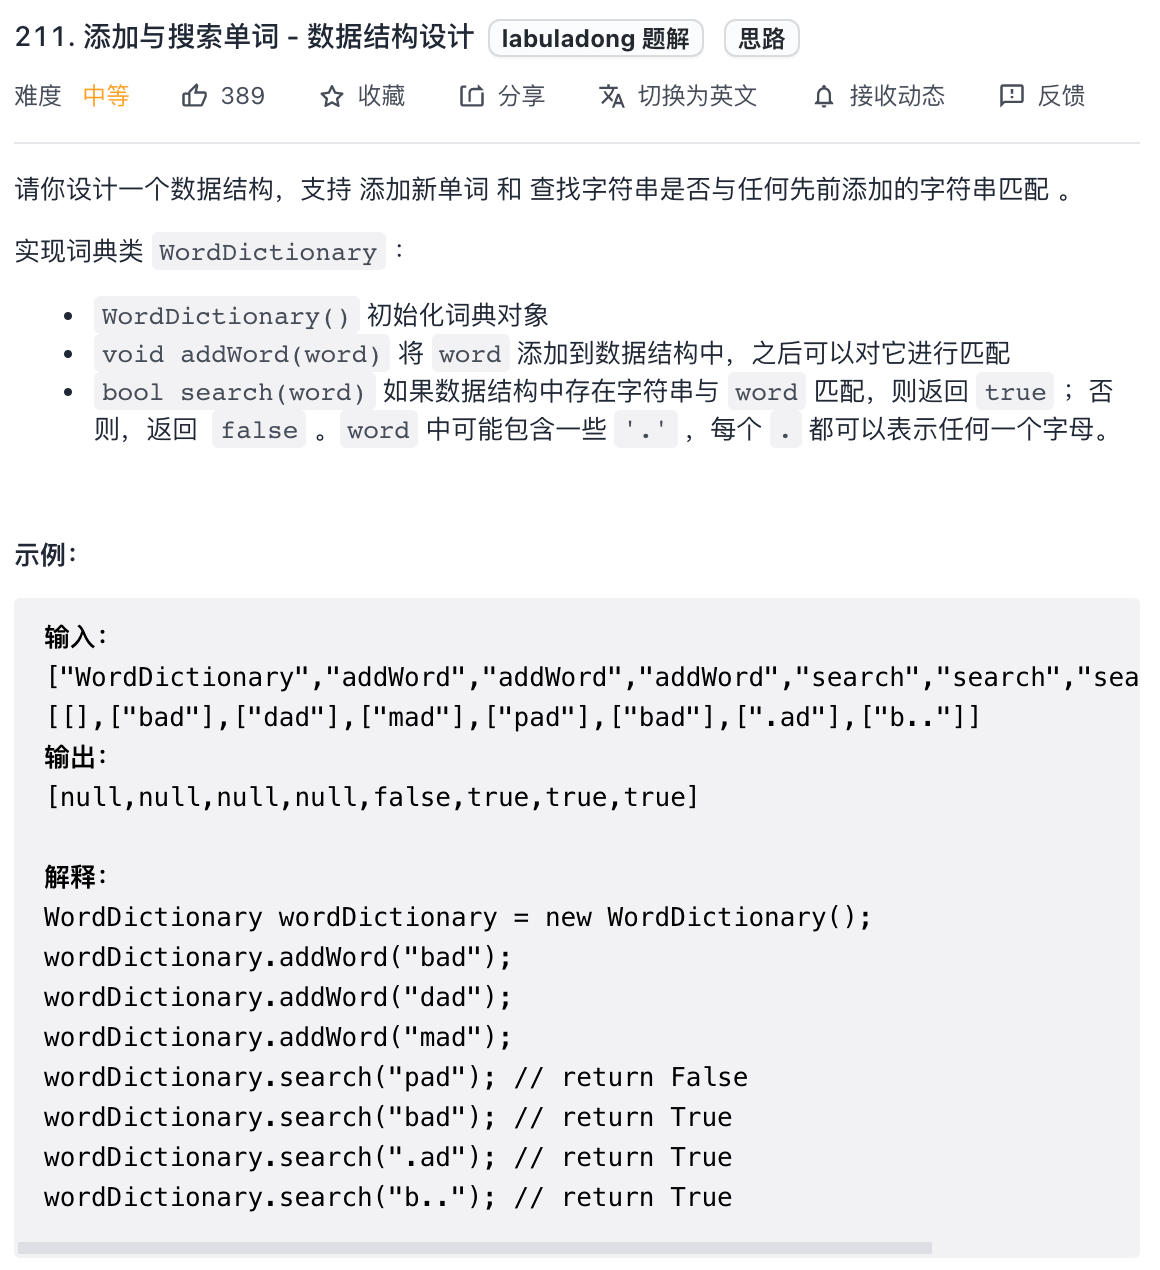 211. 添加与搜索单词 - 数据结构设计 labuladong 题解 思路
难度 中等 389 收藏 分享 切换为英文 接收动态 反馈
请你设计一个数据结构，支持 添加新单词 和 查找字符串是否与任何先前添加的字符串匹配 。
实现词典类 WordDictionary ：
• WordDictionary() 初始化词典对象
• void addWord(word) 将 word 添加到数据结构中，之后可以对它进行匹配
• bool search(word) 如果数据结构中存在字符串与 word 匹配，则返回 true ；否
则，返回 false 。word 中可能包含一些 '.' ，每个 . 都可以表示任何一个字母。
示例：
输入：
["WordDictionary","addWord","addWord","addWord","search","search","sea
[[],["bad"],["dad"],["mad"],["pad"],["bad"],[".ad"],["b.."]]
输出：
[null,null,null,null,false,true,true,true]
解释：
WordDictionary wordDictionary = new WordDictionary();
wordDictionary.addWord("bad");
wordDictionary.addWord("dad");
wordDictionary.addWord("mad");
wordDictionary.search("pad"); // return False
wordDictionary.search("bad"); // return True
wordDictionary.search(".ad"); // return True
wordDictionary.search("b.."); // return True